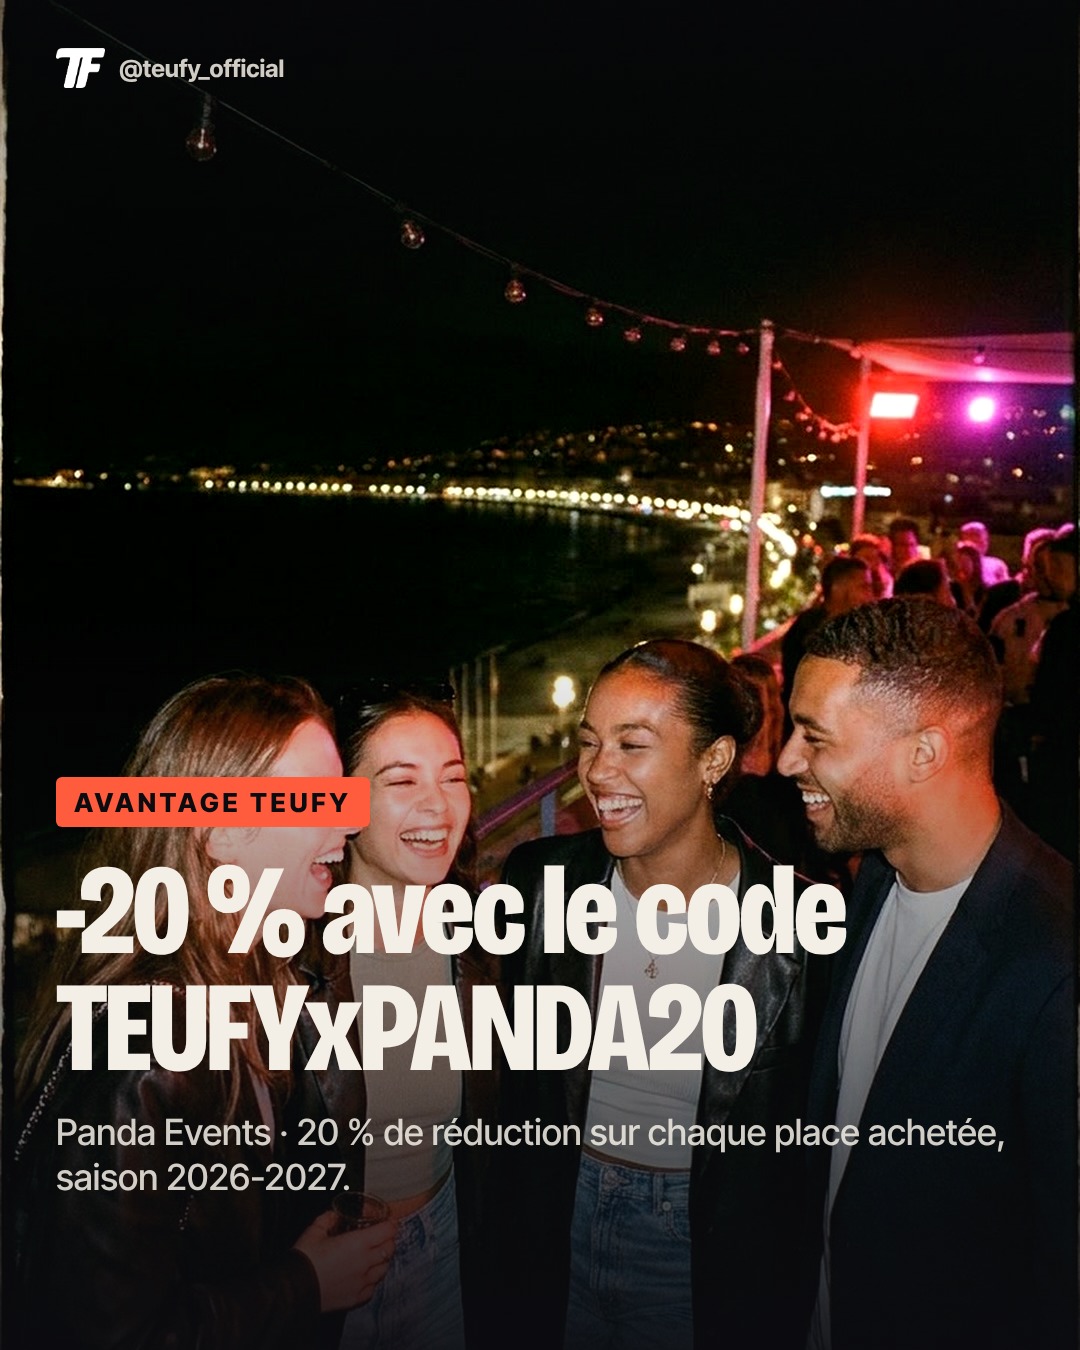 TF @teufy_official
AVANTAGE TEUFY
-20 % avec le code
TEUFYxPANDA20
Panda Events · 20 % de réduction sur chaque place achetée,
saison 2026-2027.